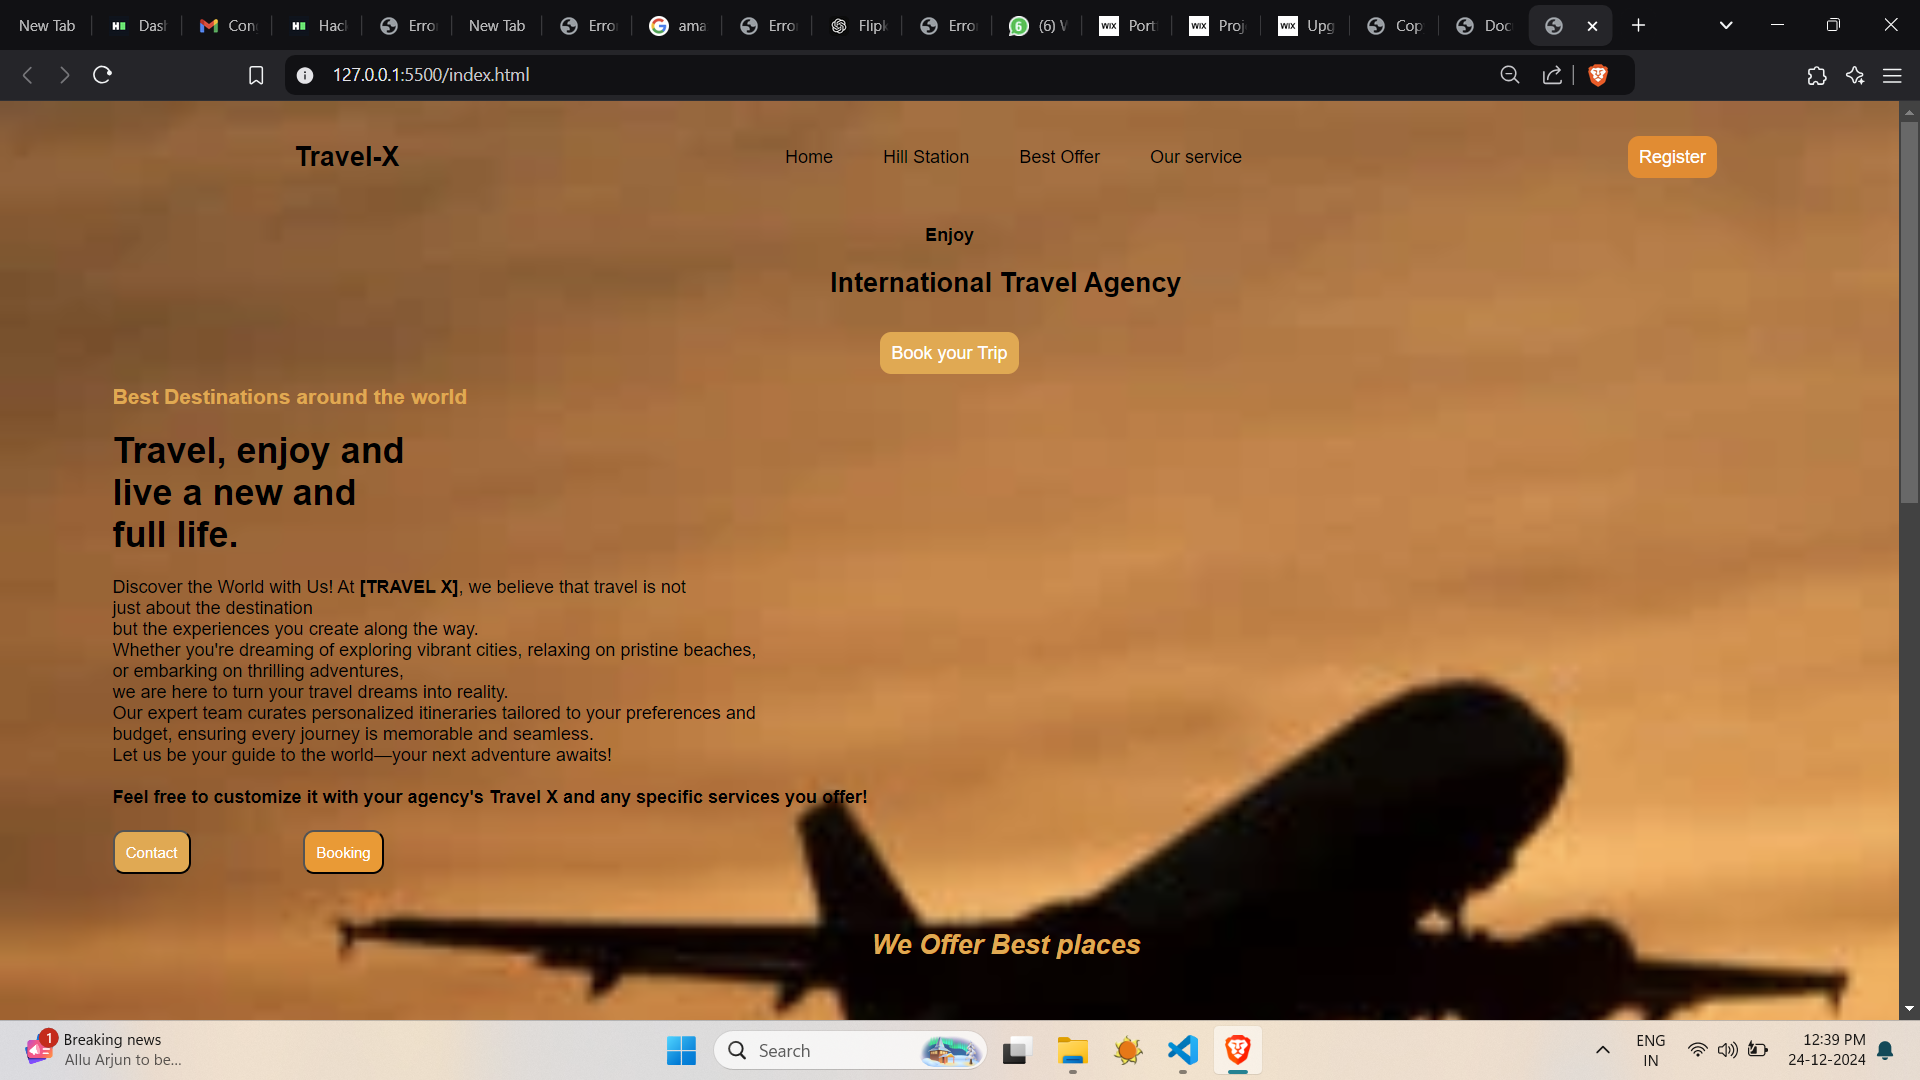 New Tab
Dash
Con
Hack
Erro
New Tab
Erro
ama
Error
Flipk
Erro
(6) W
Port
Proj
Upg
Cop
Doc
127.0.0.1:5500/index.html
Travel-X
Home
Hill Station
Best Offer
Our service
Register
Enjoy
International Travel Agency
Book your Trip
Best Destinations around the world
Travel, enjoy and
live a new and
full life.
Discover the World with Us! At [TRAVEL X], we believe that travel is not
just about the destination
but the experiences you create along the way.
Whether you're dreaming of exploring vibrant cities, relaxing on pristine beaches,
or embarking on thrilling adventures,
we are here to turn your travel dreams into reality.
Our expert team curates personalized itineraries tailored to your preferences and
budget, ensuring every journey is memorable and seamless.
Let us be your guide to the world—your next adventure awaits!
Feel free to customize it with your agency's Travel X and any specific services you offer!
Contact
Booking
We Offer Best places
1
Breaking news
Allu Arjun to be...
Search
ENG
IN
12:39 PM
24-12-2024